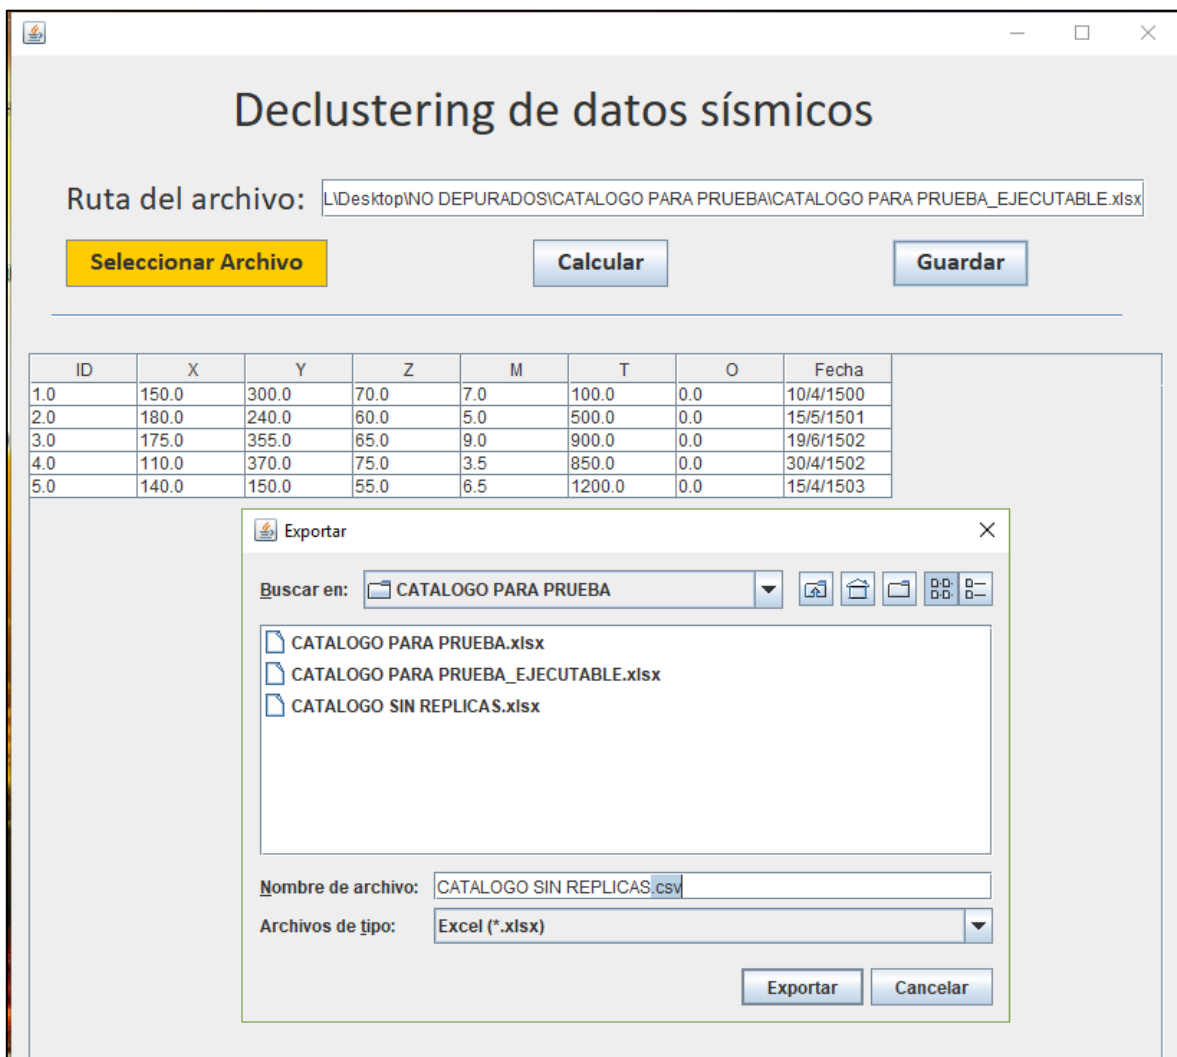 Declustering de datos sísmicos
Ruta del archivo: L\Desktop\NO DEPURADOS\CATALOGO PARA PRUEBA\CATALOGO PARA PRUEBA_EJECUTABLE.xlsx
Seleccionar Archivo Calcular Guardar
ID X Y Z M T O Fecha
1.0 150.0 300.0 70.0 7.0 100.0 0.0 10/4/1500
2.0 180.0 240.0 60.0 5.0 500.0 0.0 15/5/1501
3.0 175.0 355.0 65.0 9.0 900.0 0.0 19/6/1502
4.0 110.0 370.0 75.0 3.5 850.0 0.0 30/4/1502
5.0 140.0 150.0 55.0 6.5 1200.0 0.0 15/4/1503
Exportar
Buscar en: CATALOGO PARA PRUEBA
CATALOGO PARA PRUEBA.xlsx
CATALOGO PARA PRUEBA_EJECUTABLE.xlsx
CATALOGO SIN REPLICAS.xlsx
Nombre de archivo: CATALOGO SIN REPLICAS.csv
Archivos de tipo: Excel (*.xlsx)
Exportar Cancelar